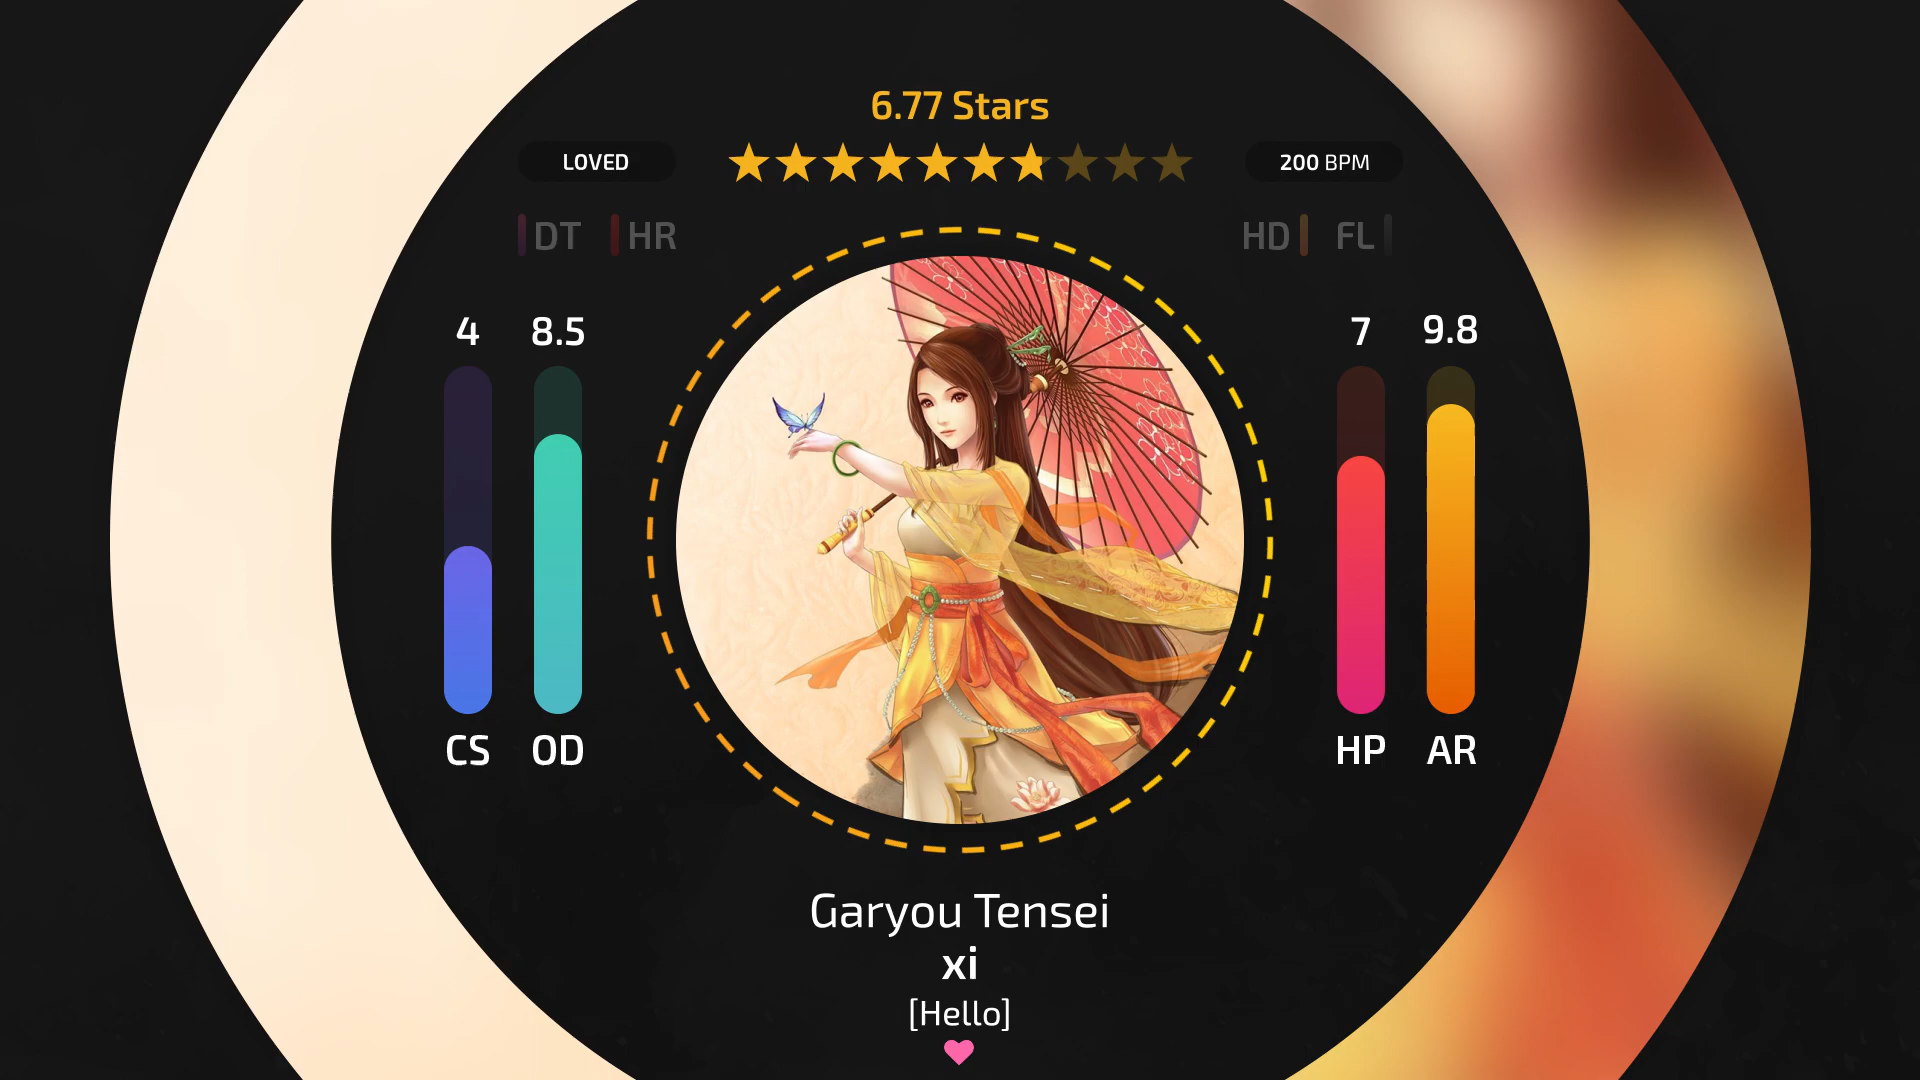 6.77 Stars
LOVED
200 BPM
DT HR
HD FL
4 8.5
7 9.8
CS OD
HP AR
Garyou Tensei
xi
[Hello]